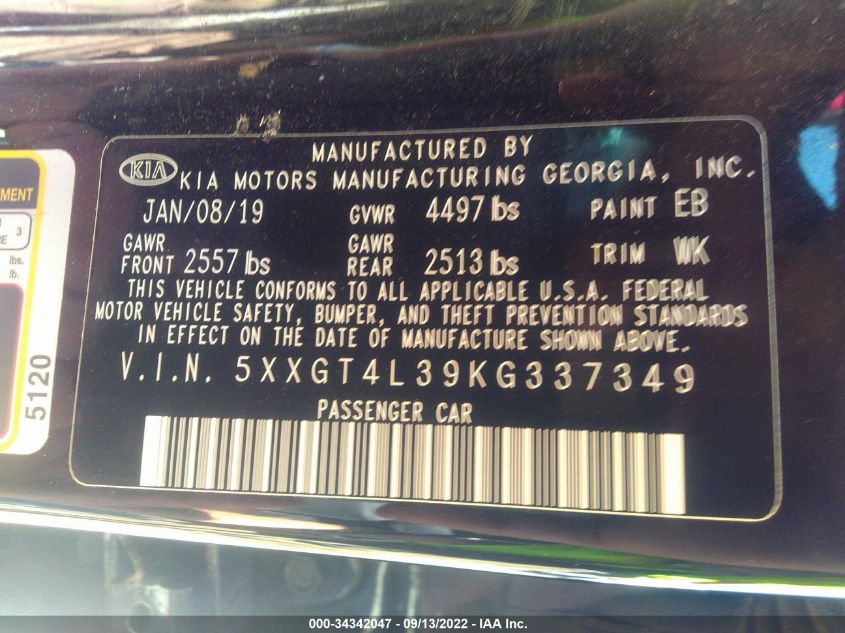 MANUFACTURED BY
KIA KIA MOTORS MANUFACTURING GEORGIA, INC.
JAN/08/19 GVWR 4497 lbs PAINT EB
GAWR FRONT 2557 lbs GAWR REAR 2513 lbs TRIM WK
THIS VEHICLE CONFORMS TO ALL APPLICABLE U.S.A. FEDERAL
MOTOR VEHICLE SAFETY, BUMPER, AND THEFT PREVENTION STANDARDS
IN EFFECT ON THE DATE OF MANUFACTURE SHOWN ABOVE.
V.I.N. 5XXGT4L39KG337349
PASSENGER CAR
3
lbs.
lb.
5120
000-34342047 - 09/13/2022 - IAA Inc.